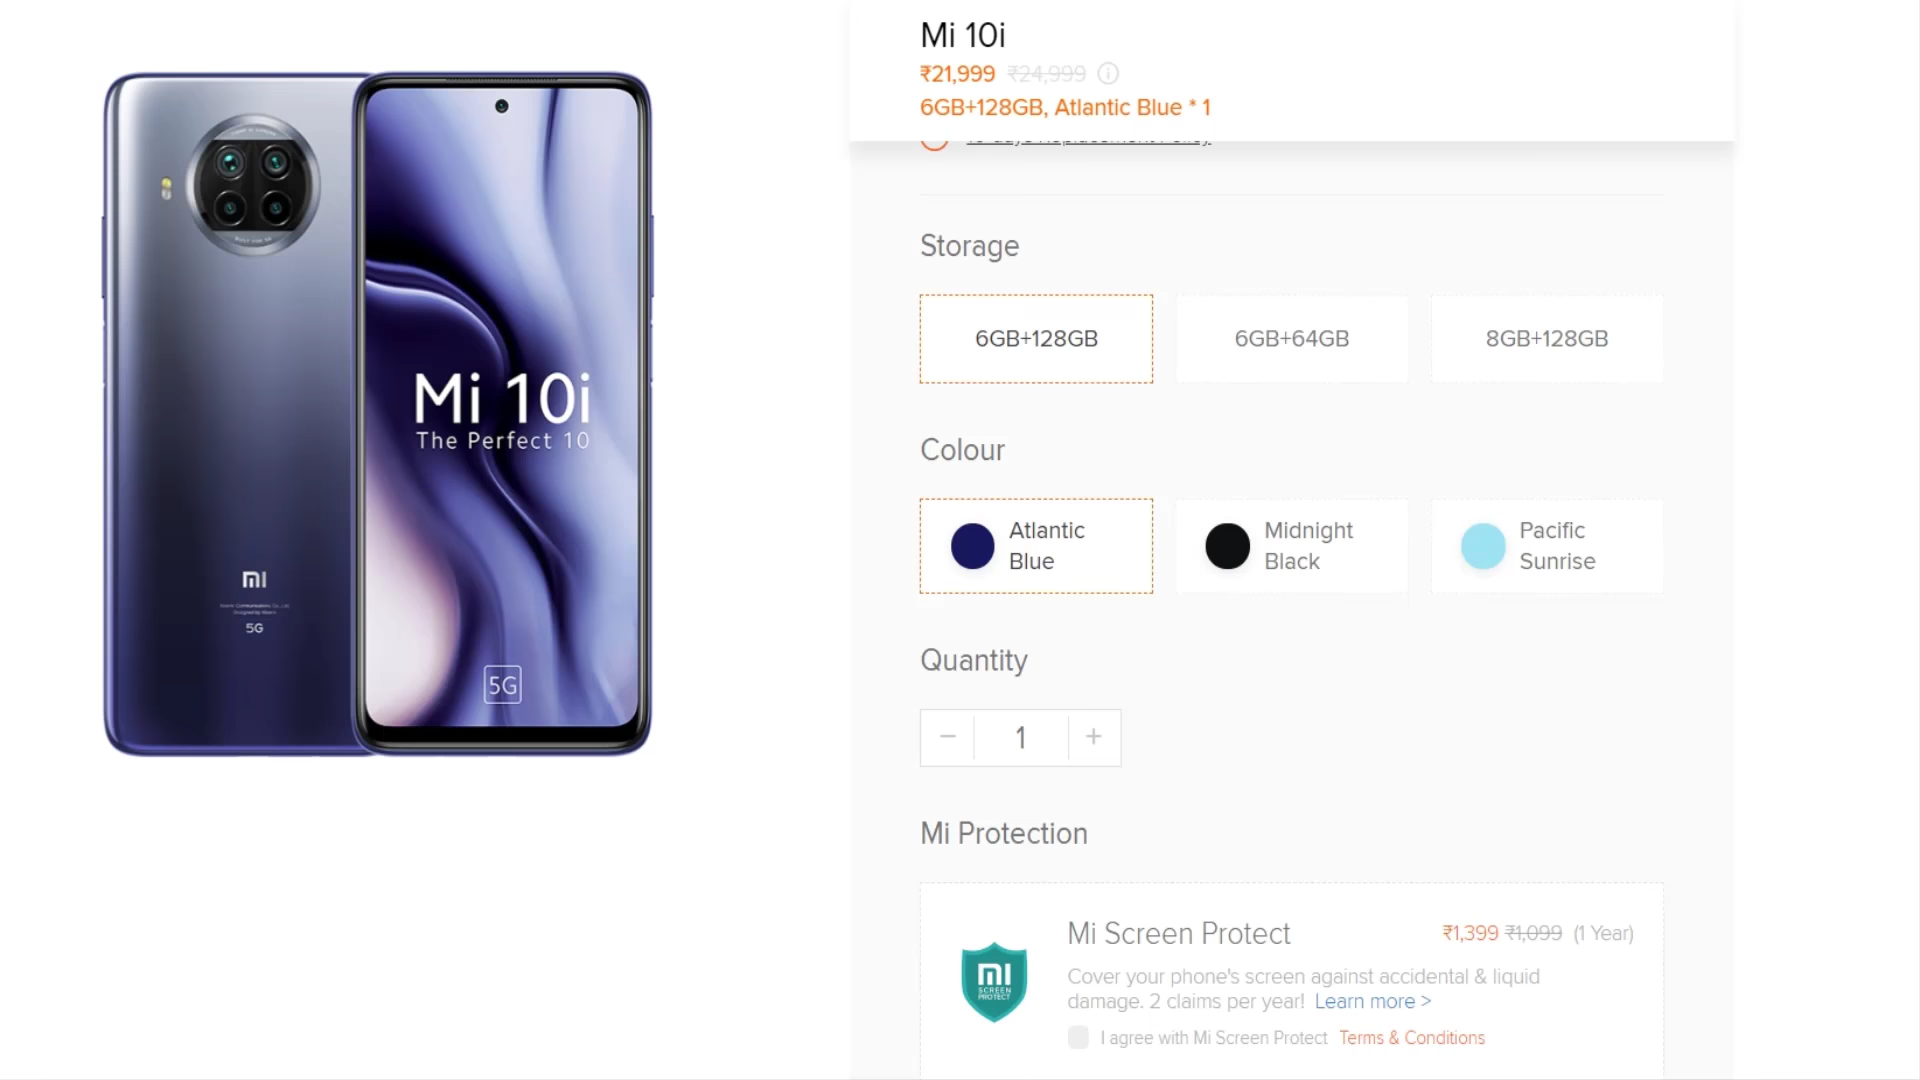 Mi 10i
₹21,999 ₹24,999
6GB+128GB, Atlantic Blue * 1
Storage
6GB+128GB
6GB+64GB
8GB+128GB
Colour
Atlantic
Blue
Midnight
Black
Pacific
Sunrise
Quantity
− 1 +
Mi Protection
MI
SCREEN
PROTECT
Mi Screen Protect
₹1,399 ₹1,099 (1 Year)
Cover your phone's screen against accidental & liquid
damage. 2 claims per year! Learn more >
I agree with Mi Screen Protect Terms & Conditions
MI
5G
Mi 10i
The Perfect 10
5G